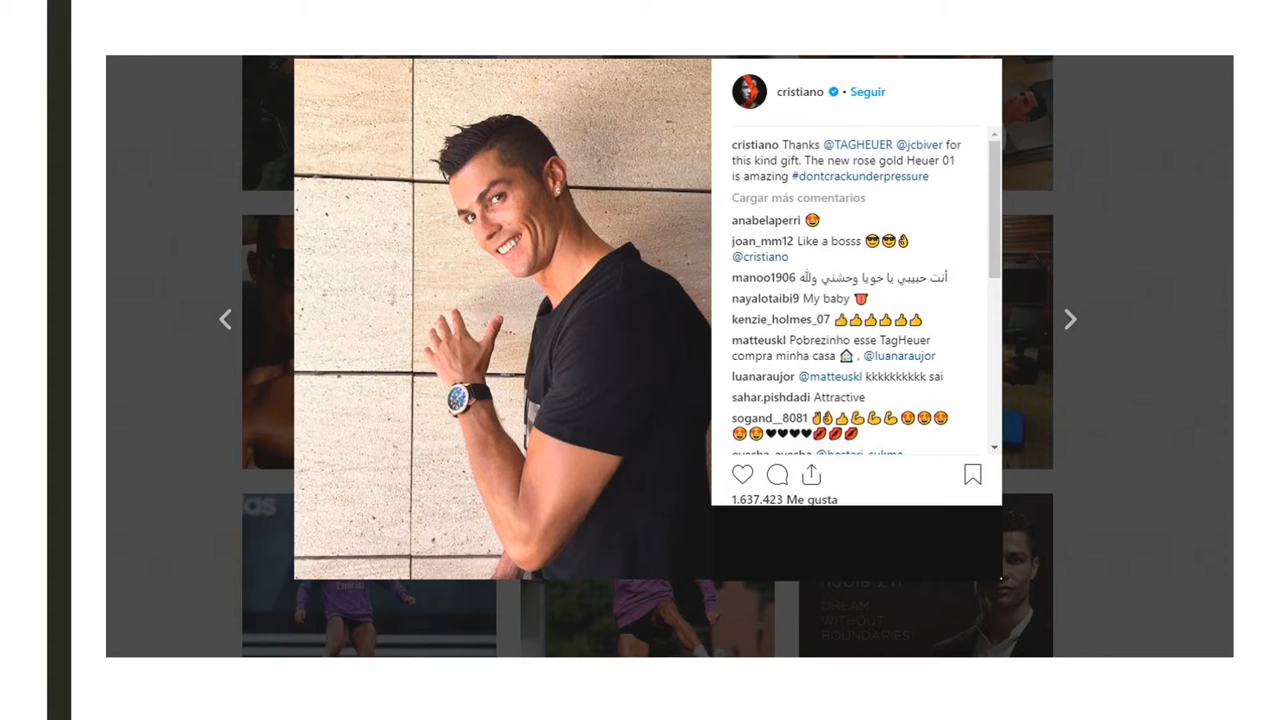 cristiano • Seguir
cristiano Thanks @TAGHEUER @jcbiver for
this kind gift. The new rose gold Heuer 01
is amazing #dontcrackunderpressure
Cargar más comentarios
anabelaperri 🤩
joan_mm12 Like a bosss 😎😎👌
@cristiano
manoo1906 أنت حبيبي يا خويا وحشني ولله
nayalotaibi9 My baby 👅
kenzie_holmes_07 👍👍👍👍👍👍
matteuskl Pobrezinho esse TagHeuer
compra minha casa 🏠 , @luanaraujor
luanaraujor @matteuskl kkkkkkkkkk sai
sahar.pishdadi Attractive
sogand__8081 ✌👌👍💪💪💪🤩🤩🤩
🤩🤩♥♥♥♥💋💋💋
1.637.423 Me gusta
das
DREAM
WITHOUT
BOUNDARIES